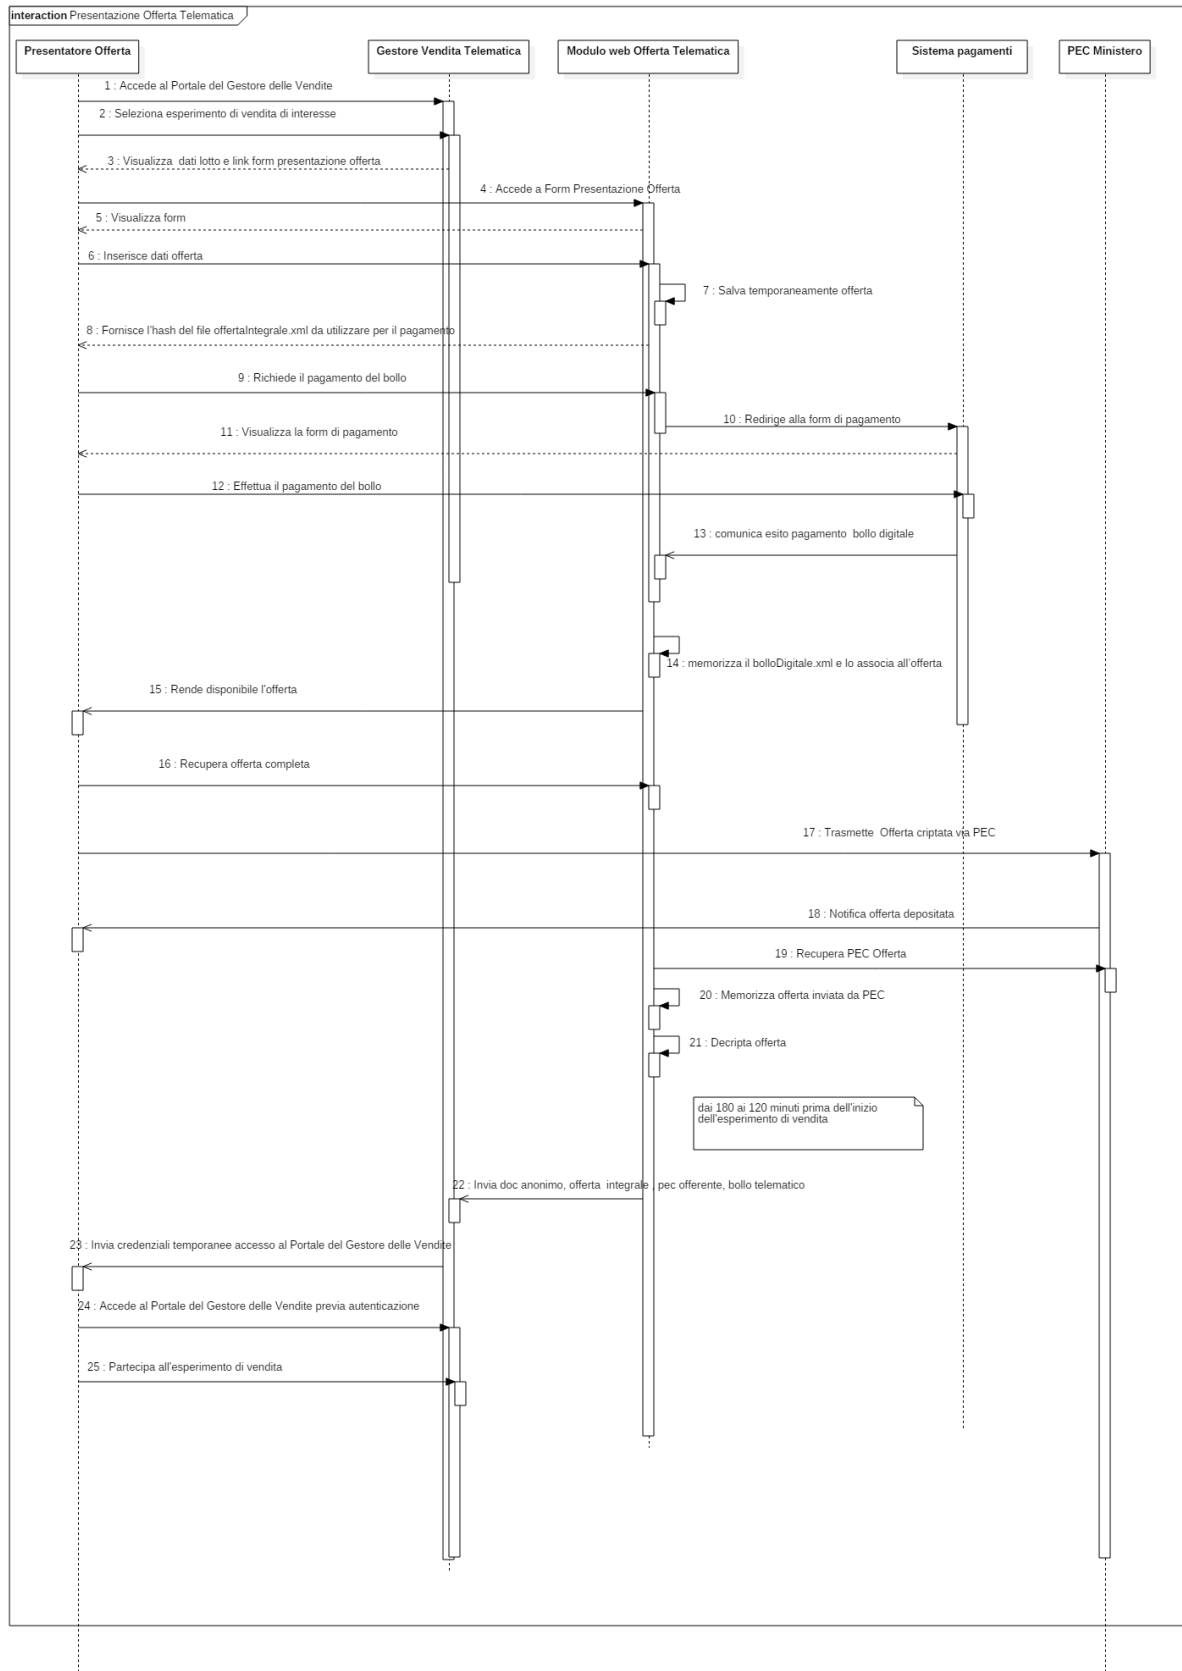 interaction Presentazione Offerta Telematica
Presentatore Offerta
Gestore Vendita Telematica
Modulo web Offerta Telematica
Sistema pagamenti
PEC Ministero
1 : Accede al Portale del Gestore delle Vendite
2 : Seleziona esperimento di vendita di interesse
3 : Visualizza  dati lotto e link form presentazione offerta
4 : Accede a Form Presentazione Offerta
5 : Visualizza form
6 : Inserisce dati offerta
7 : Salva temporaneamente offerta
8 : Fornisce l'hash del file offertaIntegrale.xml da utilizzare per il pagamento
9 : Richiede il pagamento del bollo
10 : Redirige alla form di pagamento
11 : Visualizza la form di pagamento
12 : Effettua il pagamento del bollo
13 : comunica esito pagamento  bollo digitale
14 : memorizza il bolloDigitale.xml e lo associa all'offerta
15 : Rende disponibile l'offerta
16 : Recupera offerta completa
17 : Trasmette  Offerta criptata via PEC
18 : Notifica offerta depositata
19 : Recupera PEC Offerta
20 : Memorizza offerta inviata da PEC
21 : Decripta offerta
dai 180 ai 120 minuti prima dell'inizio
dell'esperimento di vendita
22 : Invia doc anonimo, offerta  integrale , pec offerente, bollo telematico
23 : Invia credenziali temporanee accesso al Portale del Gestore delle Vendite
24 : Accede al Portale del Gestore delle Vendite previa autenticazione
25 : Partecipa all'esperimento di vendita